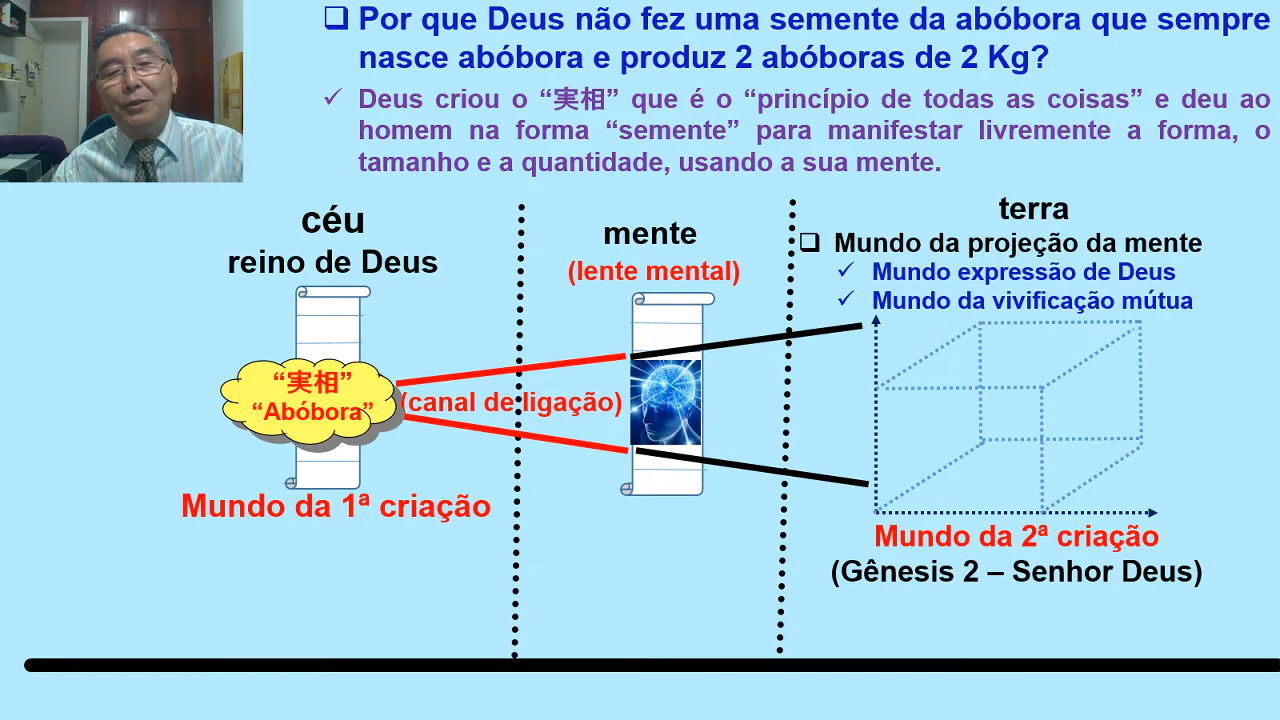 ❑ Por que Deus não fez uma semente da abóbora que sempre
nasce abóbora e produz 2 abóboras de 2 Kg?
✓ Deus criou o “実相” que é o “princípio de todas as coisas” e deu ao
homem na forma “semente” para manifestar livremente a forma, o
tamanho e a quantidade, usando a sua mente.
céu
reino de Deus
“実相”
“Abóbora”
Mundo da 1ª criação
(canal de ligação)
mente
(lente mental)
terra
❑ Mundo da projeção da mente
✓ Mundo expressão de Deus
✓ Mundo da vivificação mútua
Mundo da 2ª criação
(Gênesis 2 – Senhor Deus)